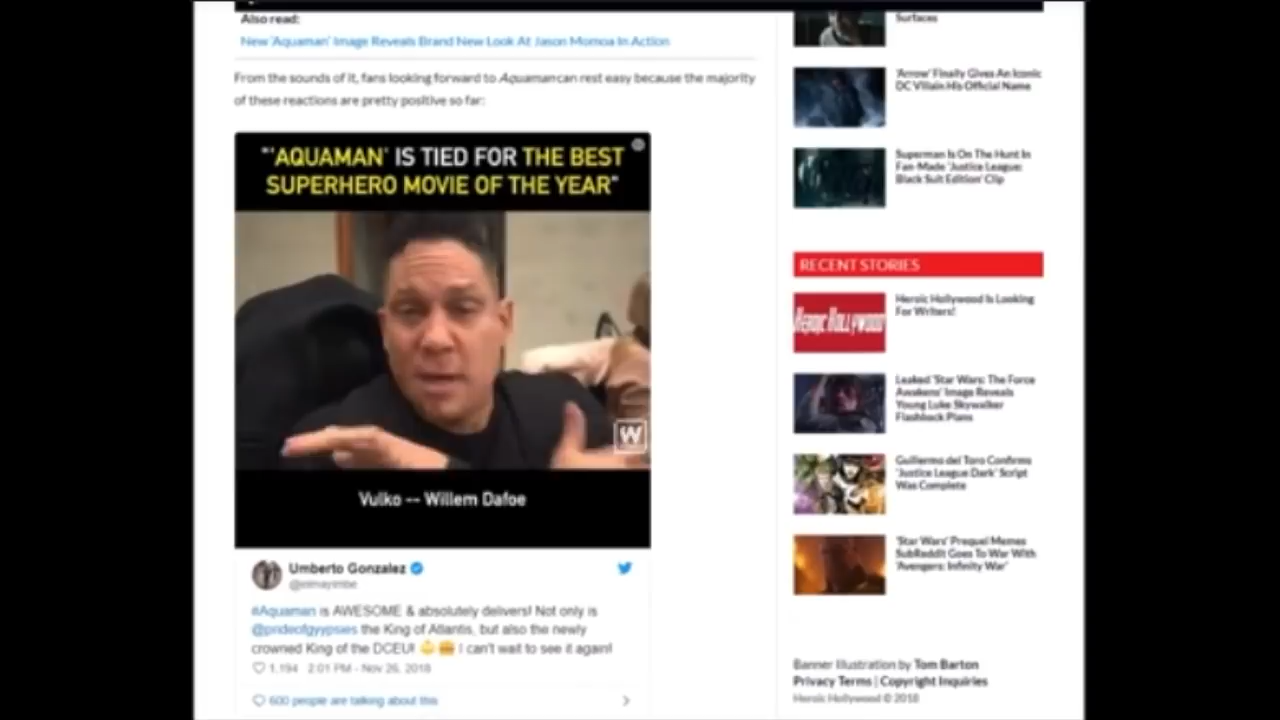 Also read:
New 'Aquaman' Image Reveals Brand New Look At Jason Momoa In Action
From the sounds of it, fans looking forward to Aquaman can rest easy because the majority
of these reactions are pretty positive so far:
"'AQUAMAN' IS TIED FOR THE BEST
SUPERHERO MOVIE OF THE YEAR"
W
Vulko -- Willem Dafoe
Umberto Gonzalez
@elmayimbe
#Aquaman is AWESOME & absolutely delivers! Not only is
@prideofgypsies the King of Atlantis, but also the newly
crowned King of the DCEU! I can't wait to see it again!
1,194 2:01 PM - Nov 26, 2018
600 people are talking about this
Surfaces
'Arrow' Finally Gives An Iconic
DC Villain His Official Name
Superman Is On The Hunt In
Fan-Made 'Justice League:
Black Suit Edition' Clip
RECENT STORIES
HEROIC HOLLYWOOD
Heroic Hollywood Is Looking
For Writers!
Leaked 'Star Wars: The Force
Awakens' Image Reveals
Young Luke Skywalker
Flashback Plans
Guillermo del Toro Confirms
'Justice League Dark' Script
Was Complete
'Star Wars' Prequel Memes
SubReddit Goes To War With
'Avengers: Infinity War'
Banner Illustration by Tom Barton
Privacy Terms | Copyright Inquiries
Heroic Hollywood © 2018